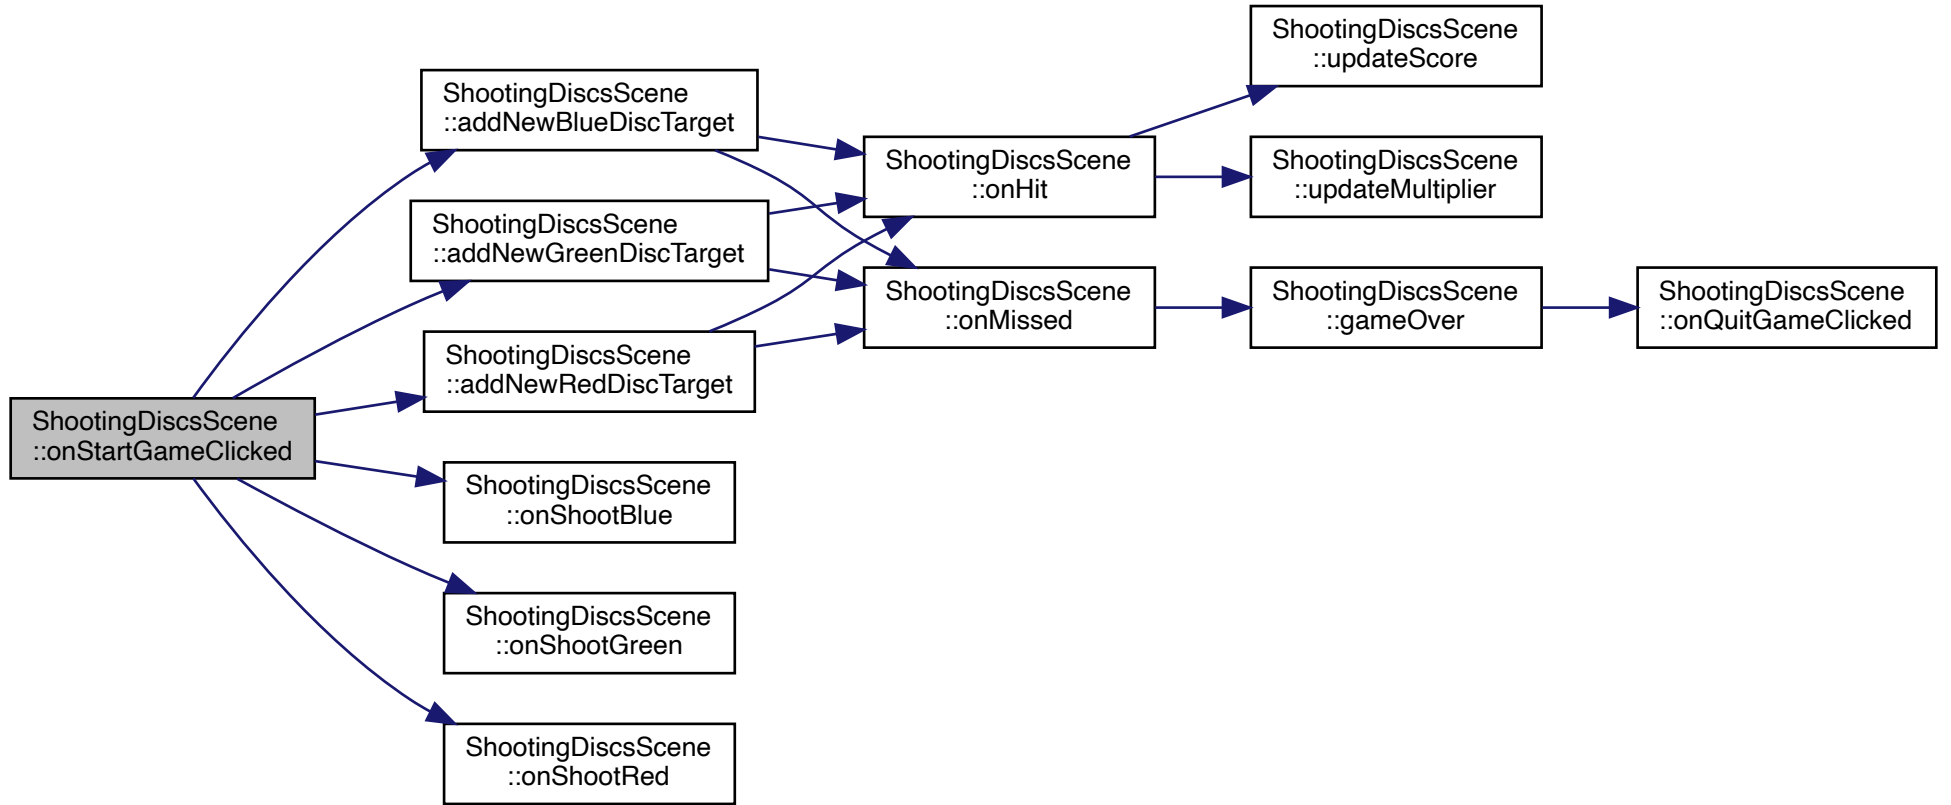 ShootingDiscsScene
::onStartGameClicked
ShootingDiscsScene
::addNewBlueDiscTarget
ShootingDiscsScene
::addNewGreenDiscTarget
ShootingDiscsScene
::addNewRedDiscTarget
ShootingDiscsScene
::onShootBlue
ShootingDiscsScene
::onShootGreen
ShootingDiscsScene
::onShootRed
ShootingDiscsScene
::onHit
ShootingDiscsScene
::onMissed
ShootingDiscsScene
::updateScore
ShootingDiscsScene
::updateMultiplier
ShootingDiscsScene
::gameOver
ShootingDiscsScene
::onQuitGameClicked